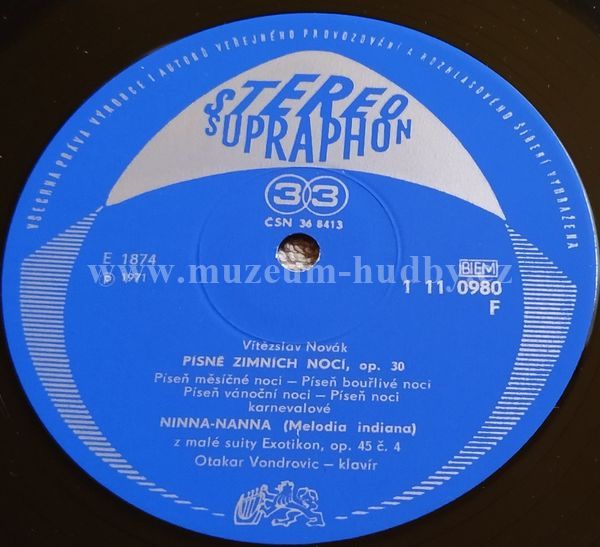 VŠECHNA PRÁVA VÝROBCE I AUTORŮ VEŘEJNÉHO PROVOZOVÁNÍ A ROZHLASOVÉHO ŠÍŘENÍ VYHRAZENA
STEREO
SUPRAPHON
33
ČSN 36 8413
E 1874
℗ 1971
BIEM
1 11 0980
F
www.muzeum-hudby.cz
Vítězslav Novák
PÍSNĚ ZIMNÍCH NOCÍ, op. 30
Píseň měsíčné noci – Píseň bouřlivé noci
Píseň vánoční noci – Píseň noci
karnevalové
NINNA-NANNA (Melodia indiana)
z malé suity Exotikon, op. 45 č. 4
Otakar Vondrovic – klavír